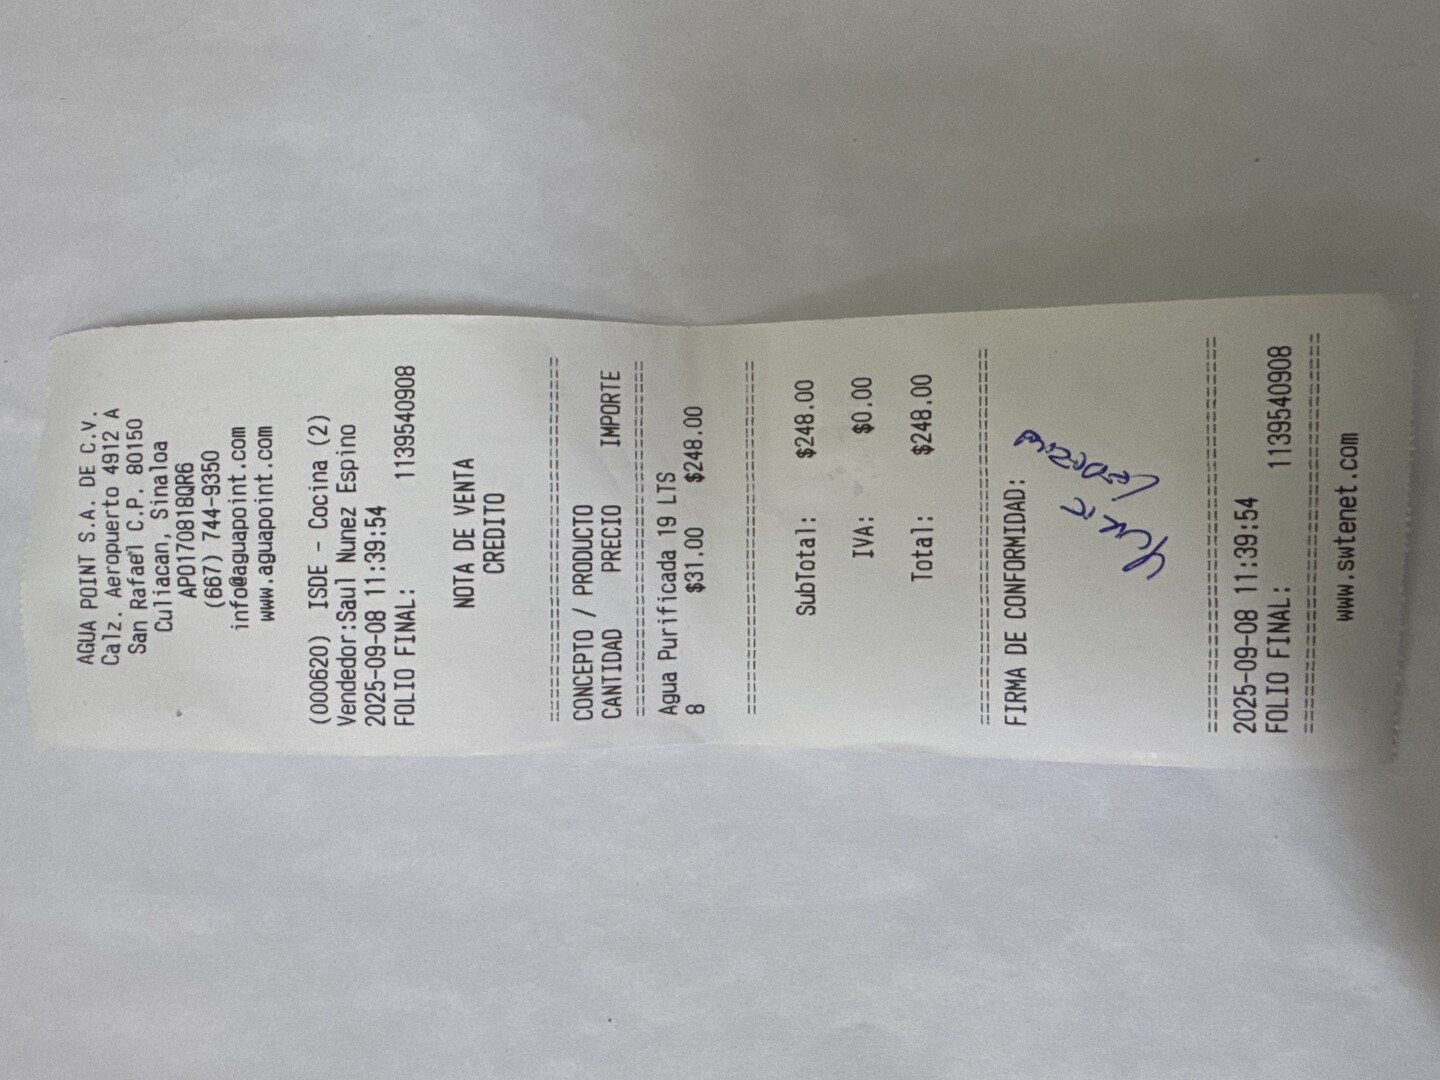 AGUA POINT S.A. DE C.V.
Calz. Aeropuerto 4912 A
San Rafael C.P. 80150
Culiacan, Sinaloa
APO170818QR6
(667) 744-9350
info@aguapoint.com
www.aguapoint.com
(000620) ISDE - Cocina (2)
Vendedor:Saul Nunez Espino
2025-09-08 11:39:54
FOLIO FINAL: 1139540908
NOTA DE VENTA
CREDITO
==============================
CONCEPTO / PRODUCTO
CANTIDAD PRECIO IMPORTE
==============================
Agua Purificada 19 LTS
8 $31.00 $248.00
==============================
SubTotal: $248.00
IVA: $0.00
Total: $248.00
==============================
FIRMA DE CONFORMIDAD:
==============================
2025-09-08 11:39:54
FOLIO FINAL: 1139540908
==============================
www.swtenet.com